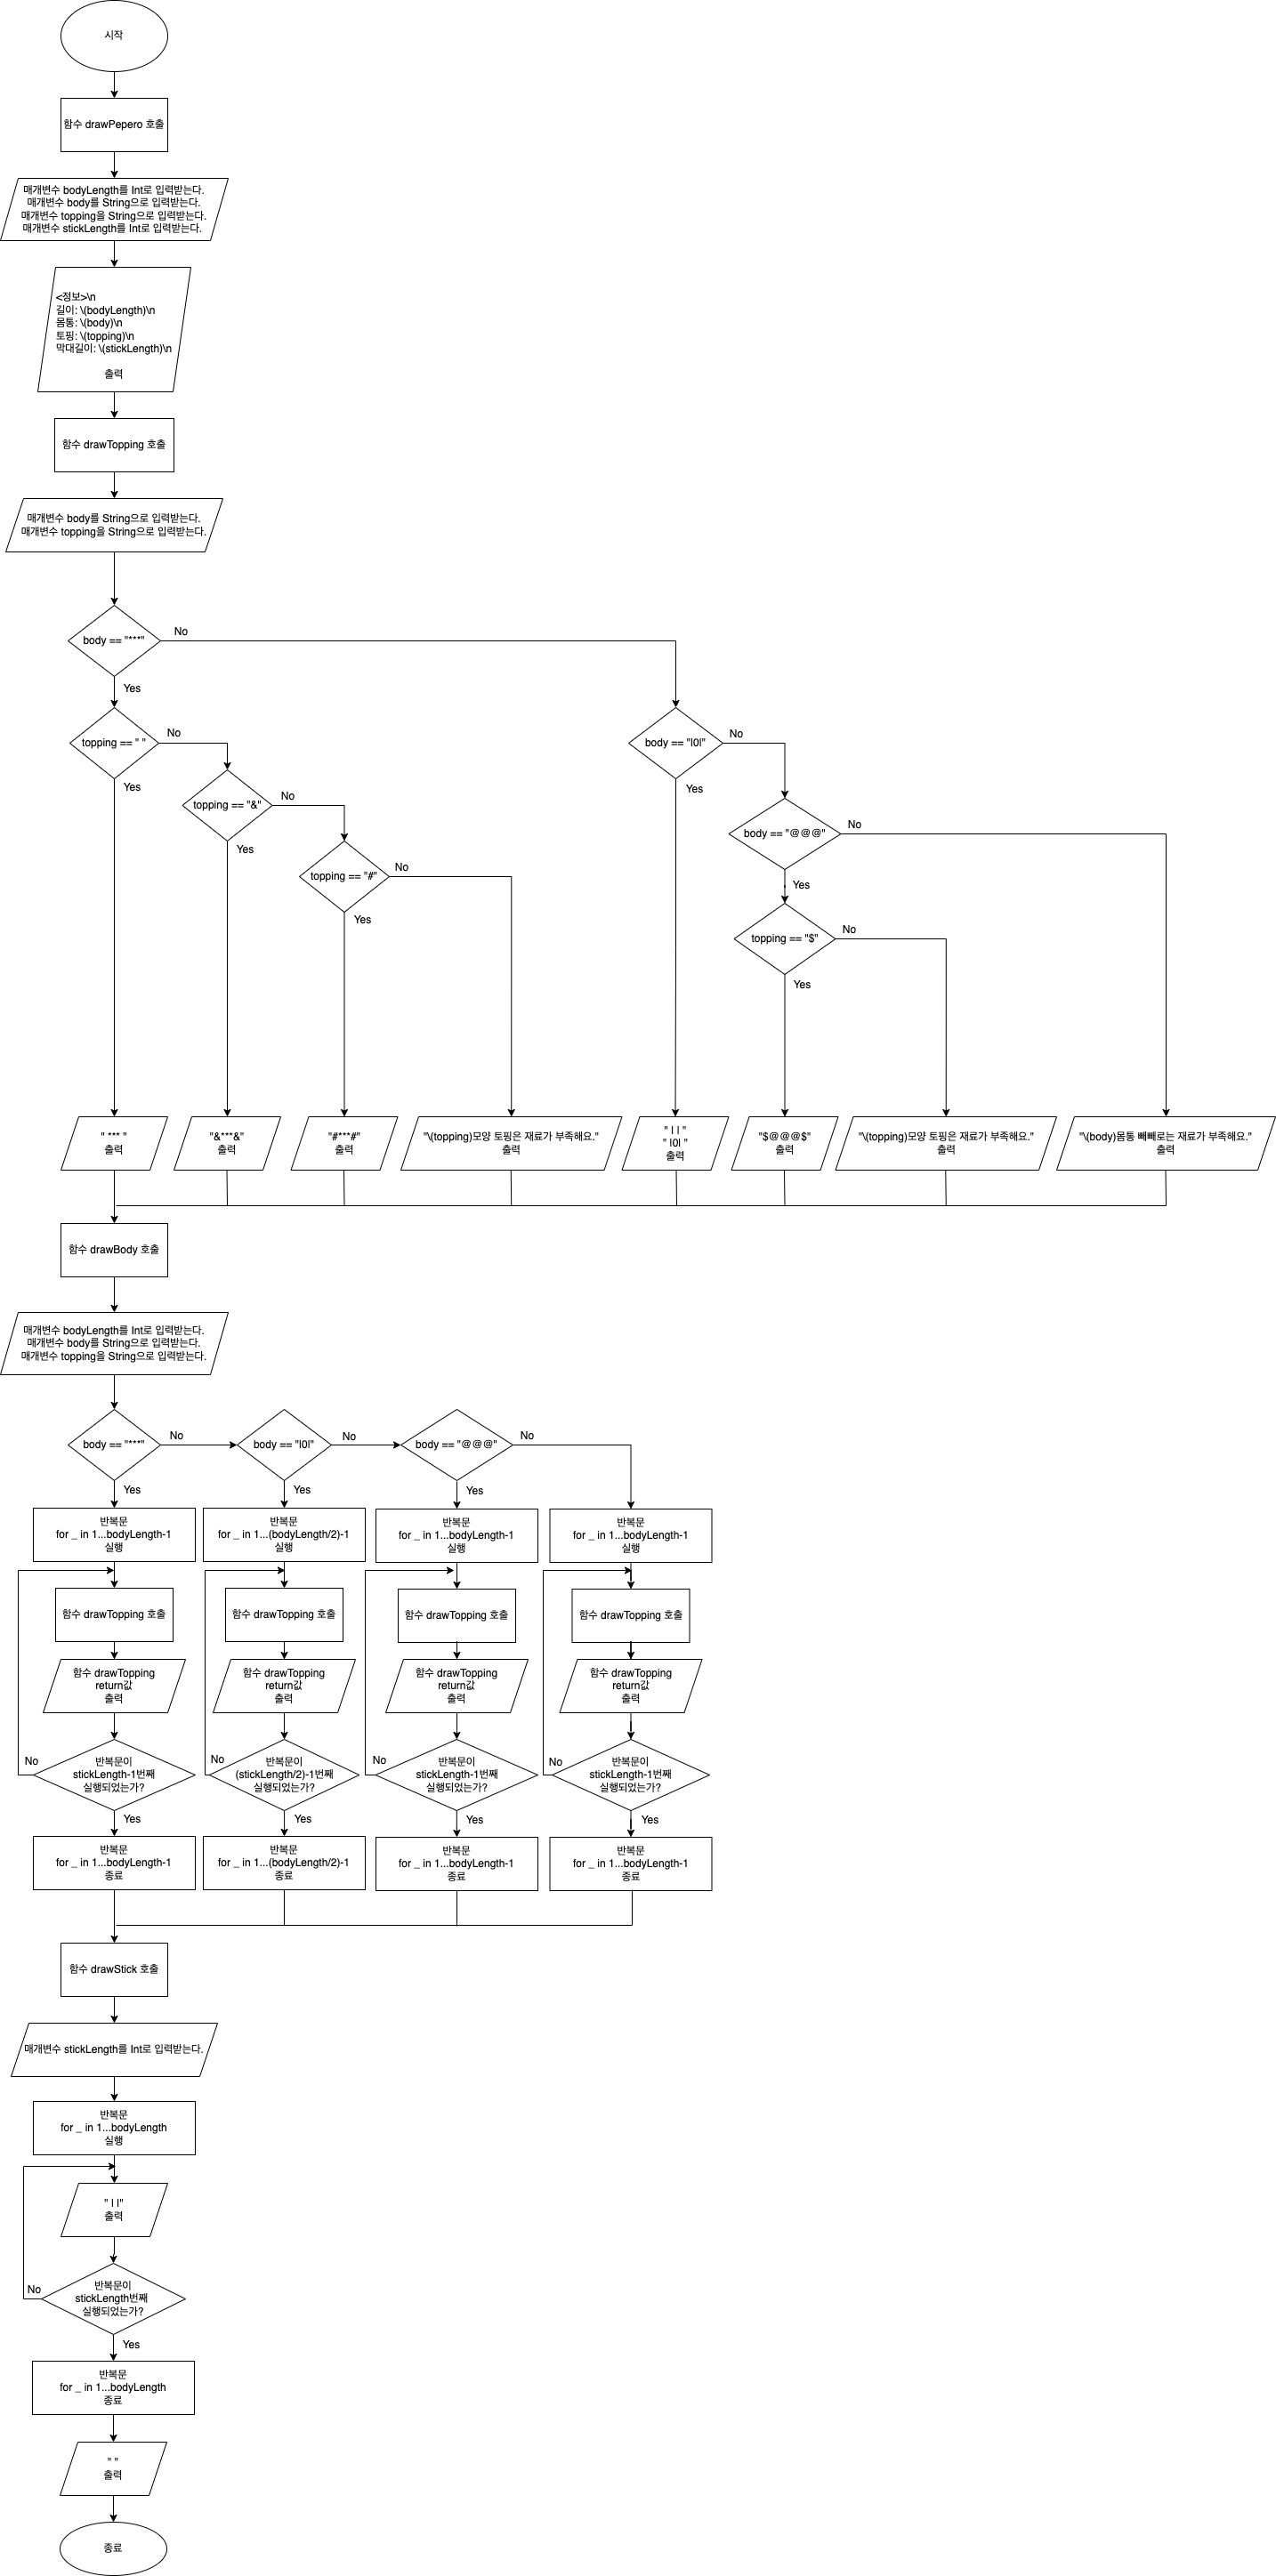 시작
함수 drawPepero 호출
매개변수 bodyLength를 Int로 입력받는다.
매개변수 body를 String으로 입력받는다.
매개변수 topping을 String으로 입력받는다.
매개변수 stickLength를 Int로 입력받는다.
<정보>\n
길이: \(bodyLength)\n
몸통: \(body)\n
토핑: \(topping)\n
막대길이: \(stickLength)\n
출력
함수 drawTopping 호출
매개변수 body를 String으로 입력받는다.
매개변수 topping을 String으로 입력받는다.
body == "***"
No
Yes
topping == " "
No
Yes
topping == "&"
No
Yes
topping == "#"
No
Yes
body == "|0|"
No
Yes
body == "@@@"
No
Yes
topping == "$"
No
Yes
" *** "
출력
"&***&"
출력
"#***#"
출력
"\(topping)모양 토핑은 재료가 부족해요."
출력
" | | "
" |0| "
출력
"$@@@$"
출력
"\(topping)모양 토핑은 재료가 부족해요."
출력
"\(body)몸통 빼빼로는 재료가 부족해요."
출력
함수 drawBody 호출
매개변수 bodyLength를 Int로 입력받는다.
매개변수 body를 String으로 입력받는다.
매개변수 topping을 String으로 입력받는다.
body == "***"
No
Yes
body == "|0|"
No
Yes
body == "@@@"
No
Yes
반복문
for _ in 1...bodyLength-1
실행
반복문
for _ in 1...(bodyLength/2)-1
실행
반복문
for _ in 1...bodyLength-1
실행
반복문
for _ in 1...bodyLength-1
실행
함수 drawTopping 호출
함수 drawTopping 호출
함수 drawTopping 호출
함수 drawTopping 호출
함수 drawTopping
return값
출력
함수 drawTopping
return값
출력
함수 drawTopping
return값
출력
함수 drawTopping
return값
출력
No
반복문이
stickLength-1번째
실행되었는가?
Yes
No
반복문이
(stickLength/2)-1번째
실행되었는가?
Yes
No
반복문이
stickLength-1번째
실행되었는가?
Yes
No
반복문이
stickLength-1번째
실행되었는가?
Yes
반복문
for _ in 1...bodyLength-1
종료
반복문
for _ in 1...(bodyLength/2)-1
종료
반복문
for _ in 1...bodyLength-1
종료
반복문
for _ in 1...bodyLength-1
종료
함수 drawStick 호출
매개변수 stickLength를 Int로 입력받는다.
반복문
for _ in 1...bodyLength
실행
" | |"
출력
No
반복문이
stickLength번째
실행되었는가?
Yes
반복문
for _ in 1...bodyLength
종료
" "
출력
종료